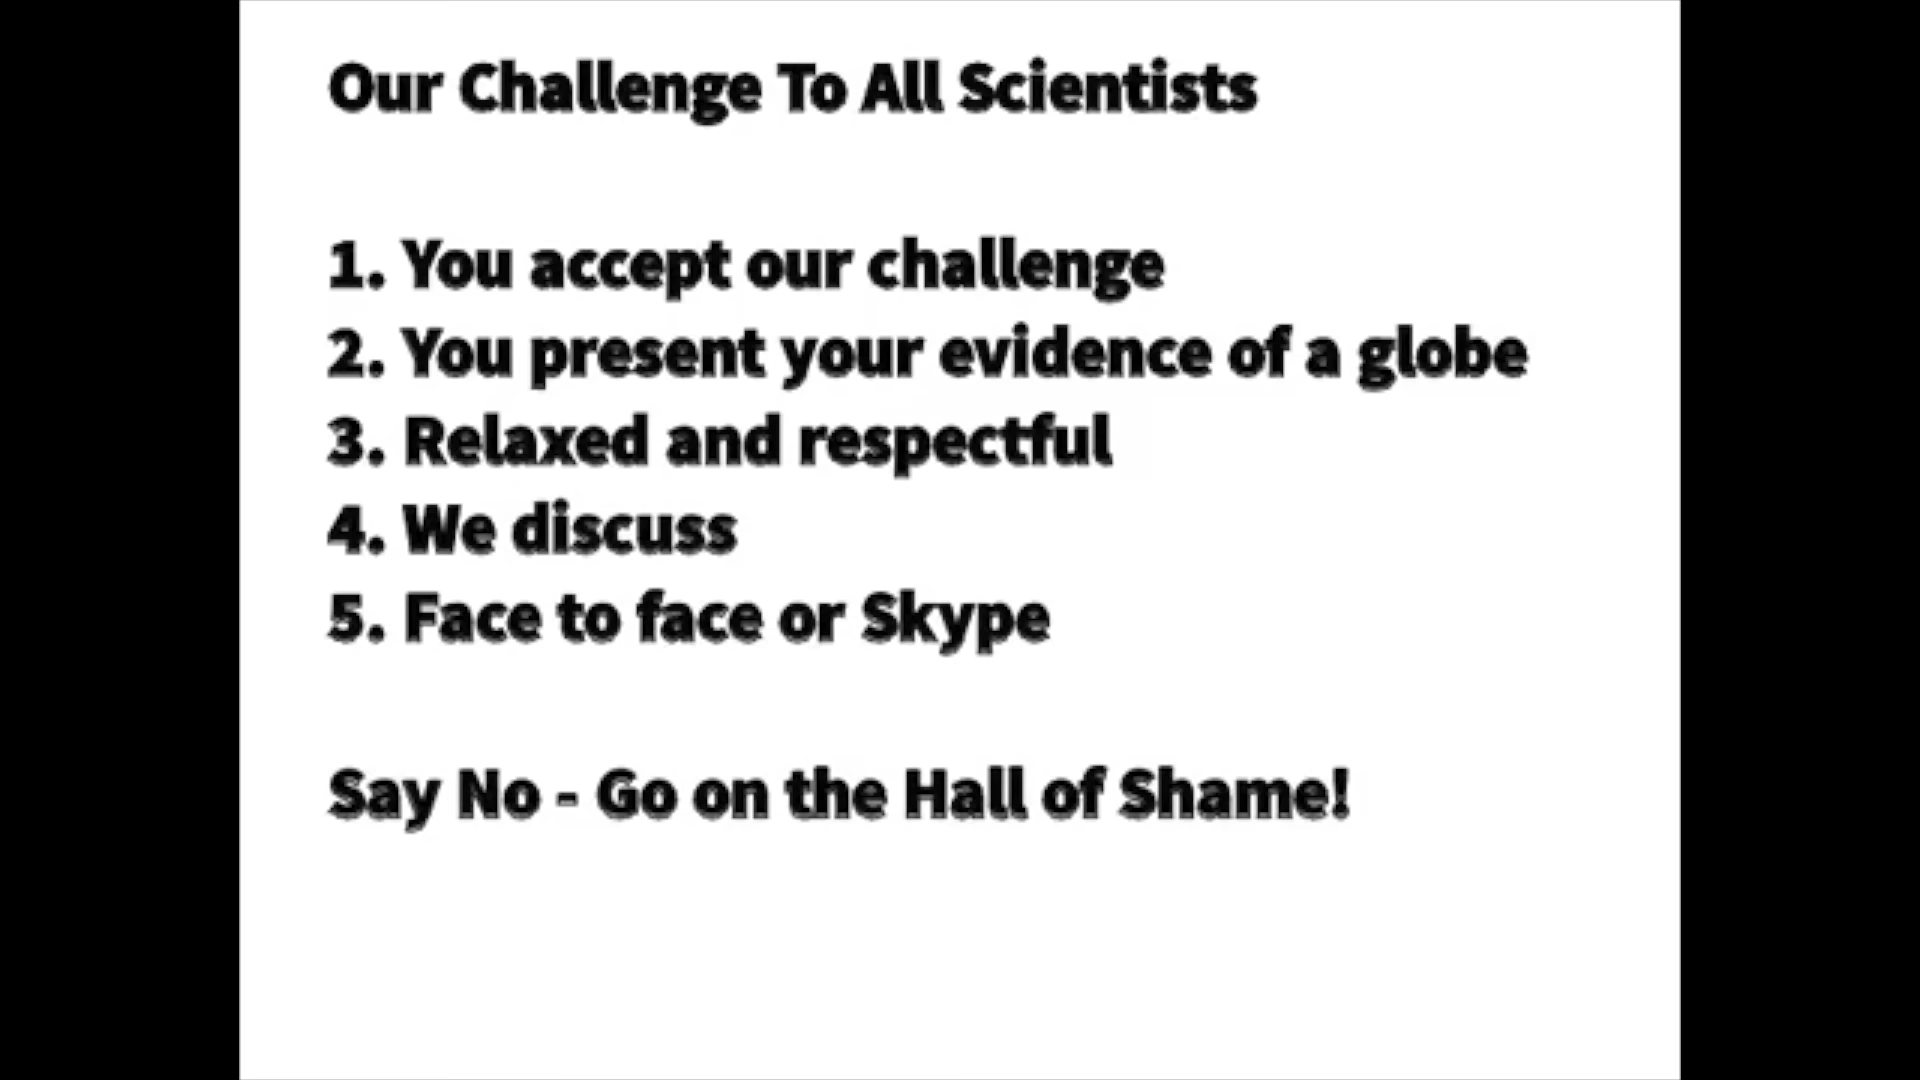 Our Challenge To All Scientists
1. You accept our challenge
2. You present your evidence of a globe
3. Relaxed and respectful
4. We discuss
5. Face to face or Skype
Say No - Go on the Hall of Shame!